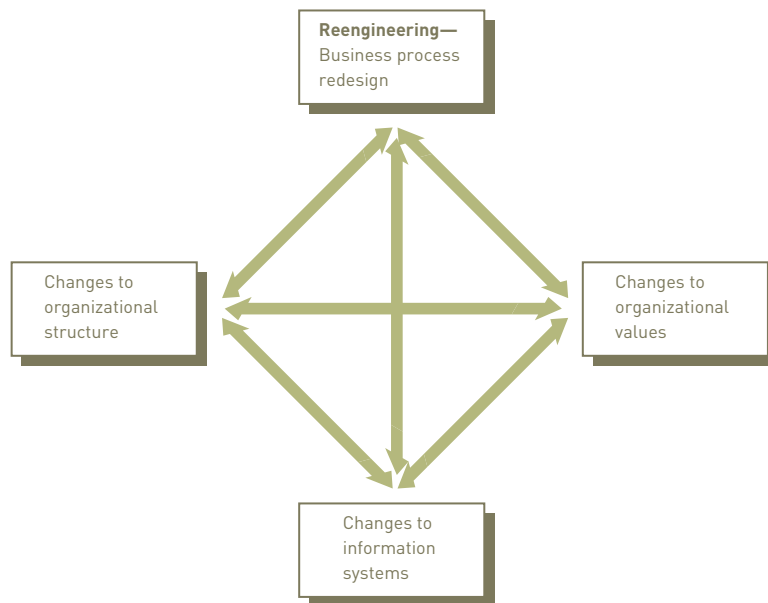 Reengineering—
Business process
redesign
Changes to
organizational
structure
Changes to
organizational
values
Changes to
information
systems